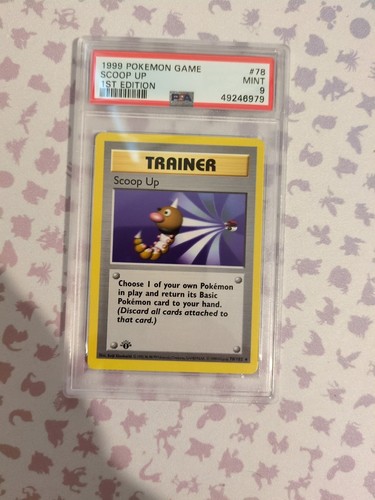 1999 POKEMON GAME #78
SCOOP UP MINT
1ST EDITION 9
PSA 49246979
TRAINER
Scoop Up
Choose 1 of your own Pokémon
in play and return its Basic
Pokémon card to your hand.
(Discard all cards attached to
that card.)